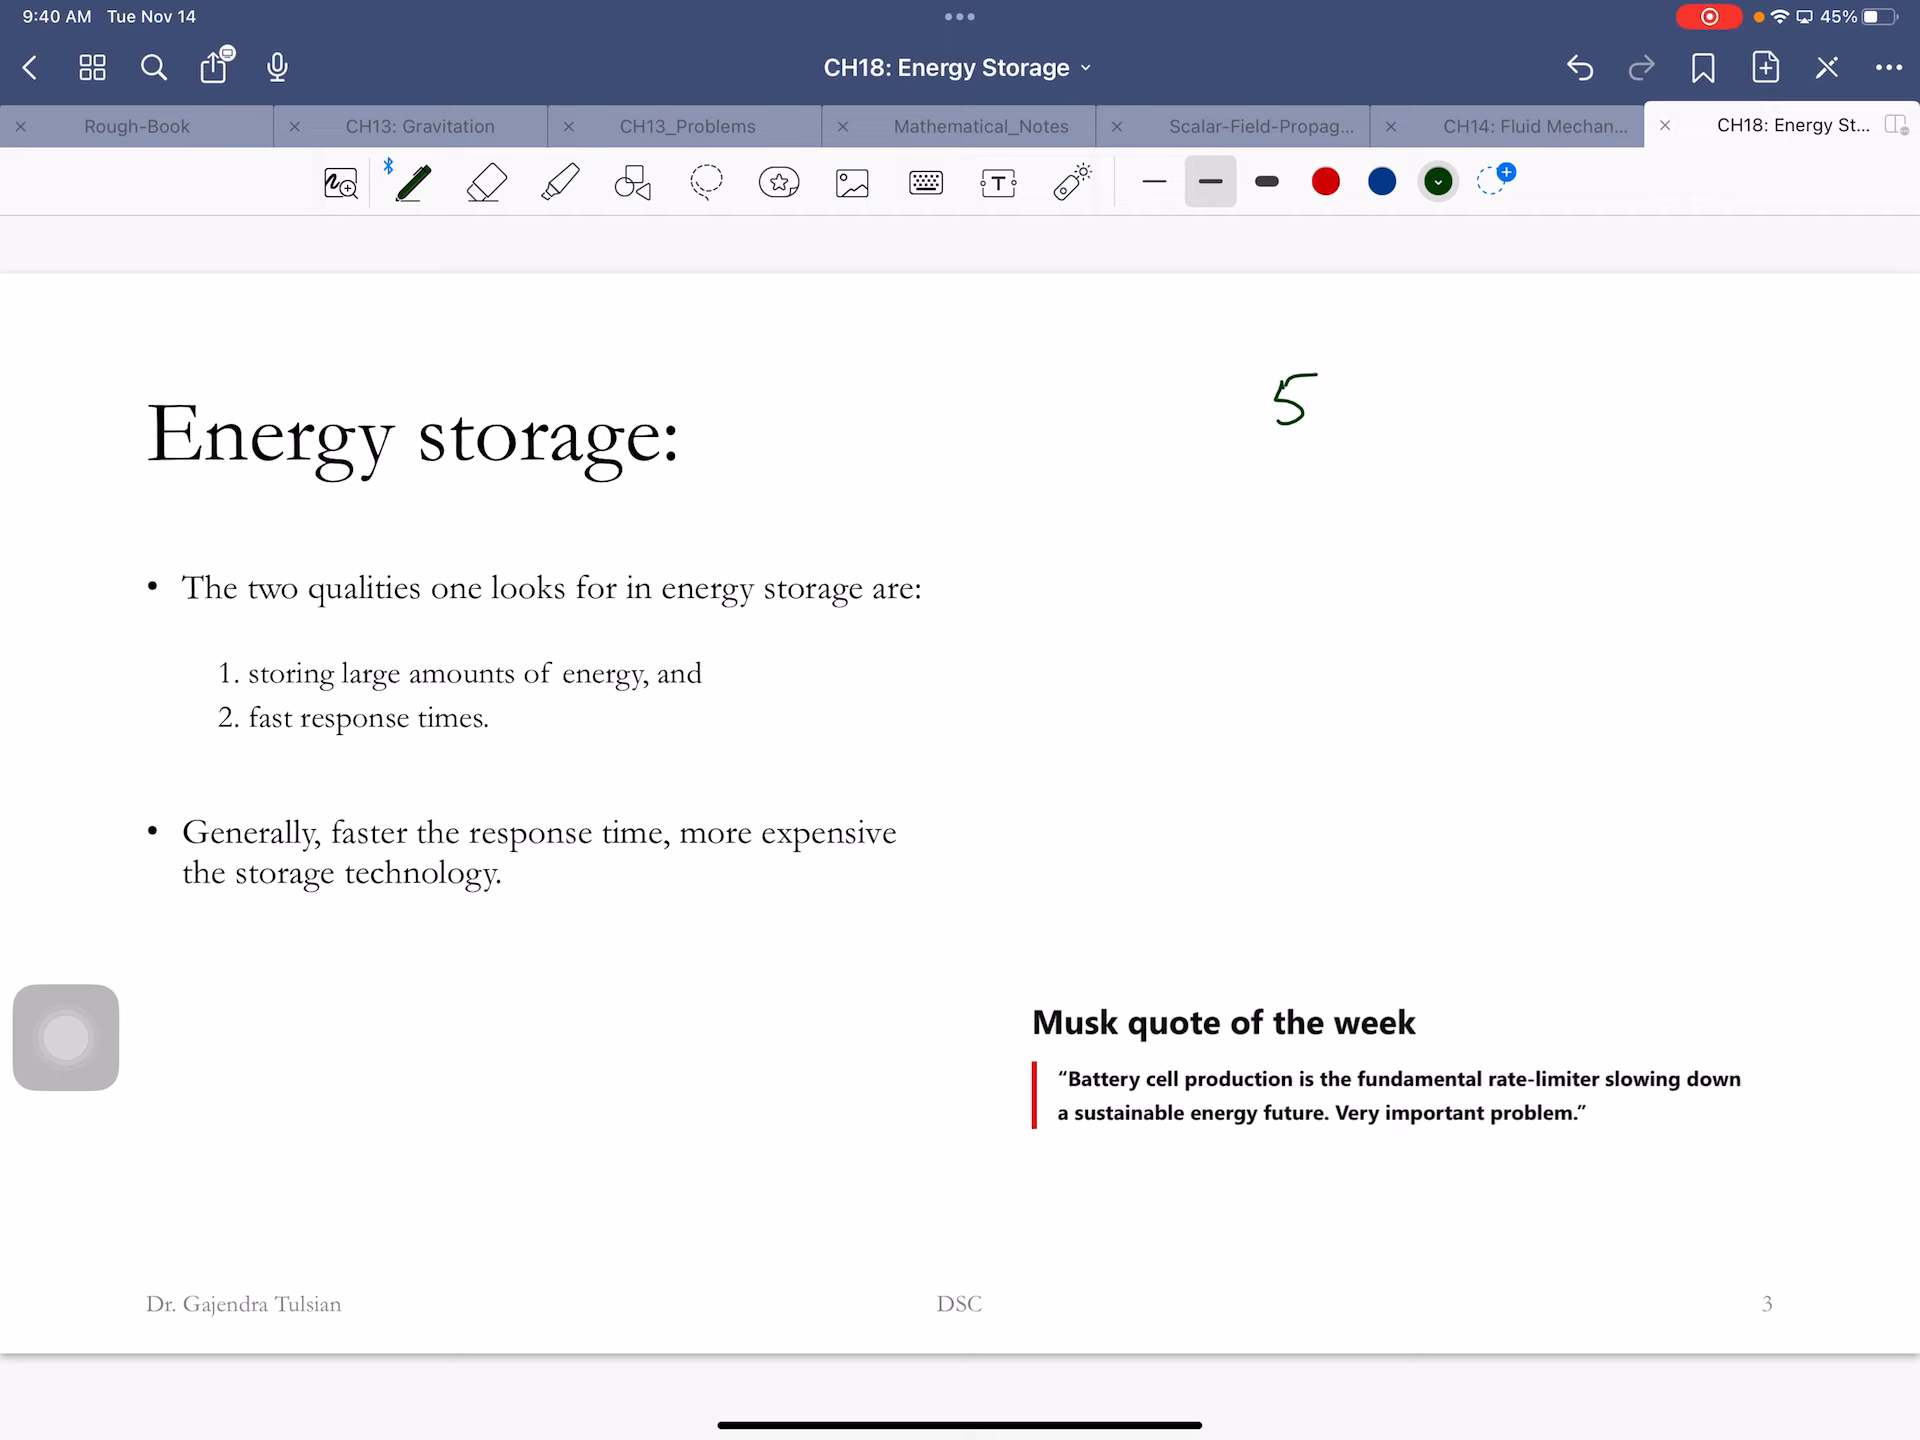 9:40 AM Tue Nov 14
45%
CH18: Energy Storage
Rough-Book
CH13: Gravitation
CH13_Problems
Mathematical_Notes
Scalar-Field-Propag...
CH14: Fluid Mechan...
CH18: Energy St...
T
5
Energy storage:
• The two qualities one looks for in energy storage are:
1. storing large amounts of energy, and
2. fast response times.
• Generally, faster the response time, more expensive
the storage technology.
Musk quote of the week
“Battery cell production is the fundamental rate-limiter slowing down
a sustainable energy future. Very important problem.”
Dr. Gajendra Tulsian
DSC
3